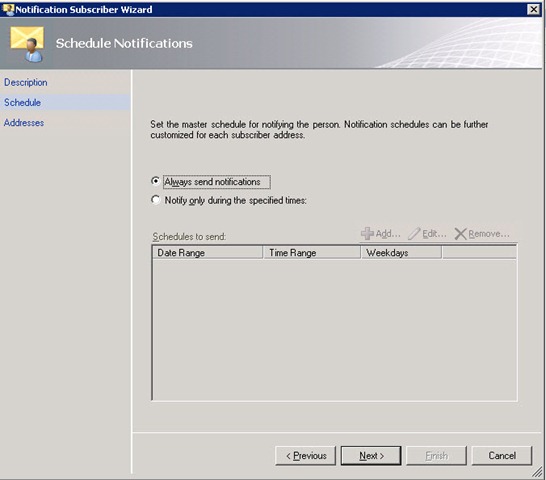 Notification Subscriber Wizard
Schedule Notifications
Description
Schedule
Addresses
Set the master schedule for notifying the person. Notification schedules can be further
customized for each subscriber address.
Always send notifications
Notify only during the specified times:
Schedules to send:
Add... Edit... Remove...
Date Range Time Range Weekdays
< Previous Next > Finish Cancel